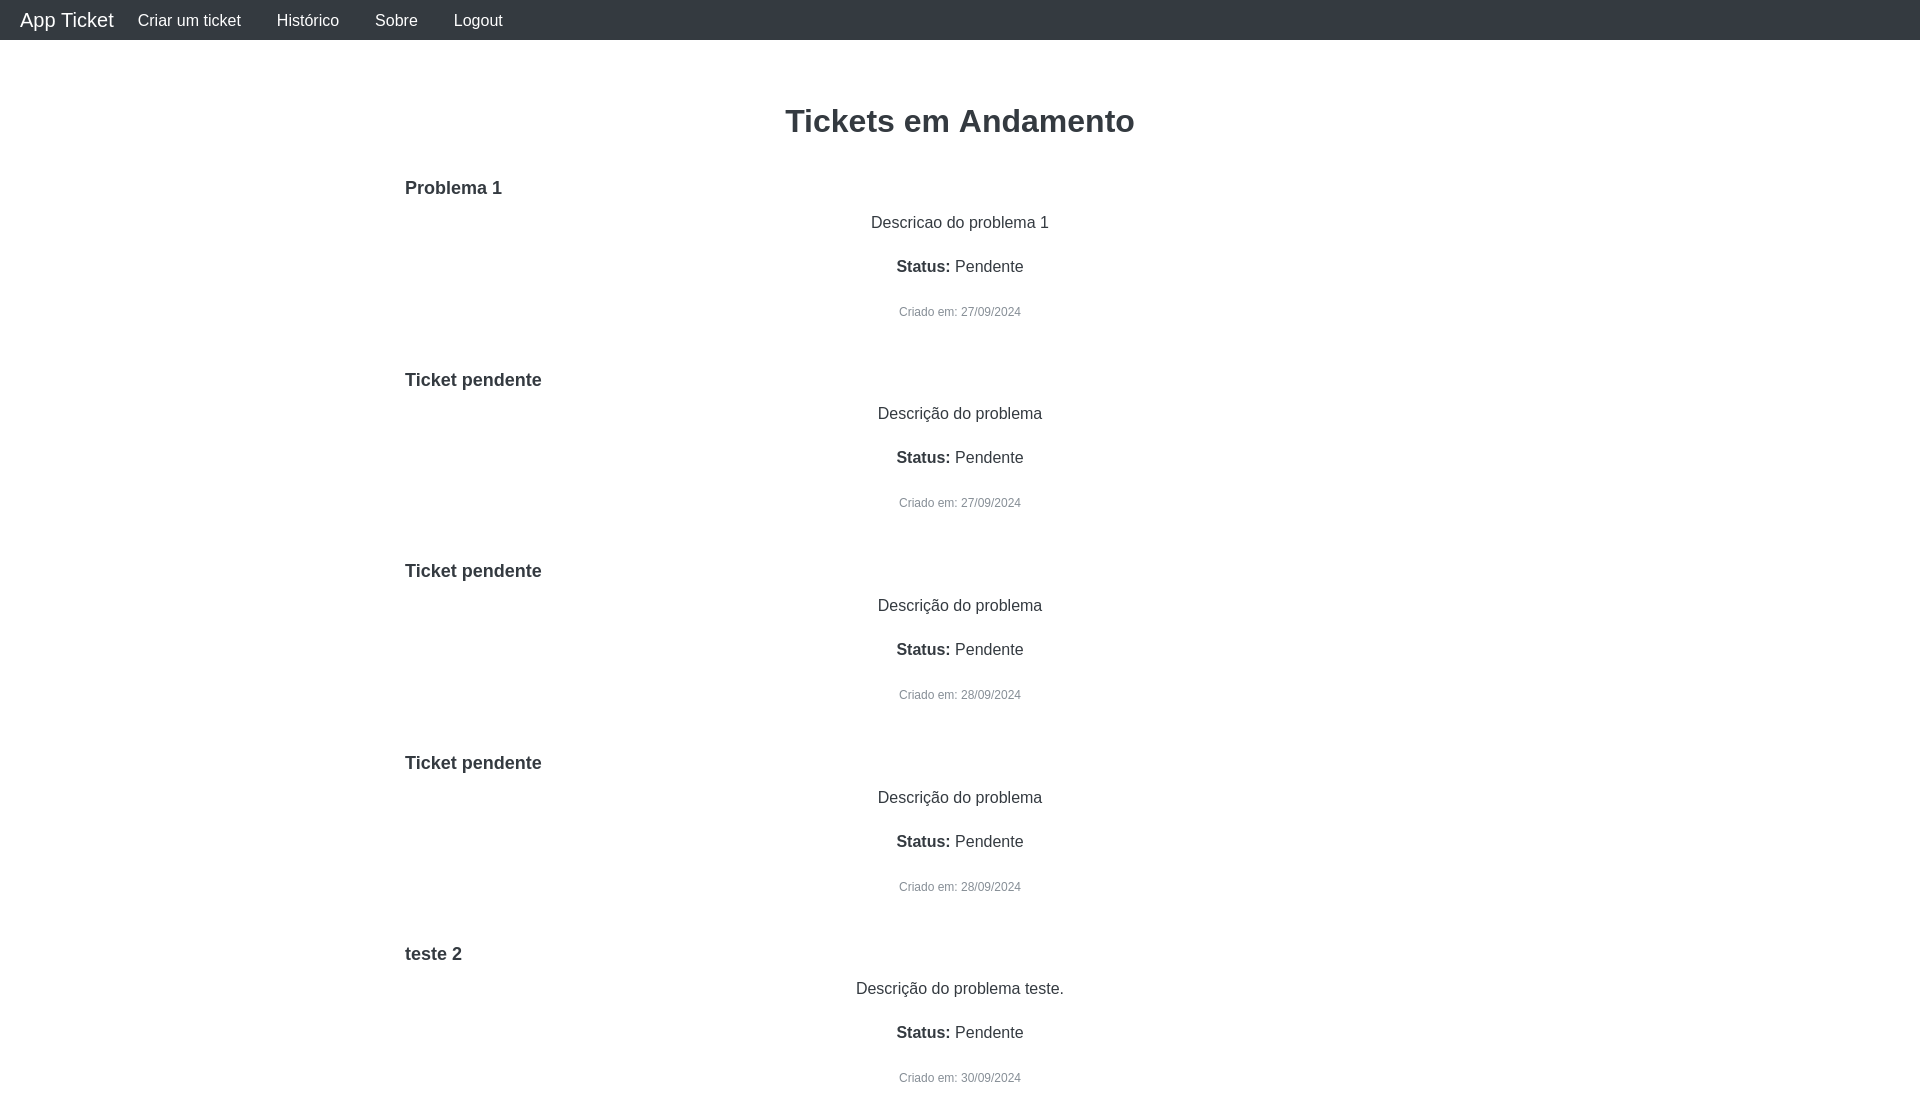 App Ticket Criar um ticket Histórico Sobre Logout
Tickets em Andamento
Problema 1
Descricao do problema 1
Status: Pendente
Criado em: 27/09/2024
Ticket pendente
Descrição do problema
Status: Pendente
Criado em: 27/09/2024
Ticket pendente
Descrição do problema
Status: Pendente
Criado em: 28/09/2024
Ticket pendente
Descrição do problema
Status: Pendente
Criado em: 28/09/2024
teste 2
Descrição do problema teste.
Status: Pendente
Criado em: 30/09/2024